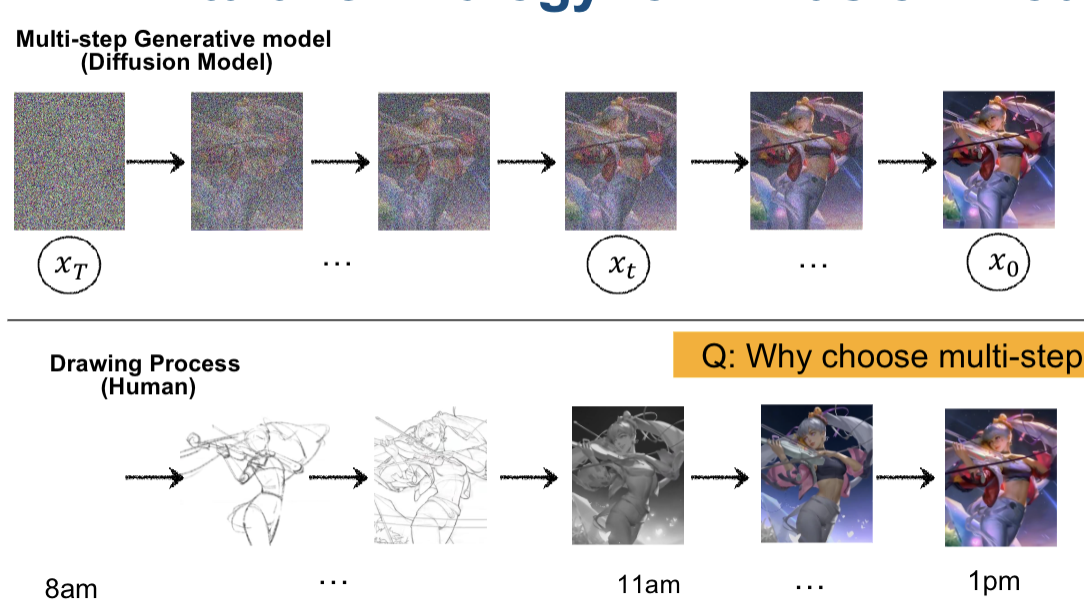 Multi-step Generative model
(Diffusion Model)
x_T
...
x_t
...
x_0
Drawing Process
(Human)
Q: Why choose multi-step
8am
...
11am
...
1pm